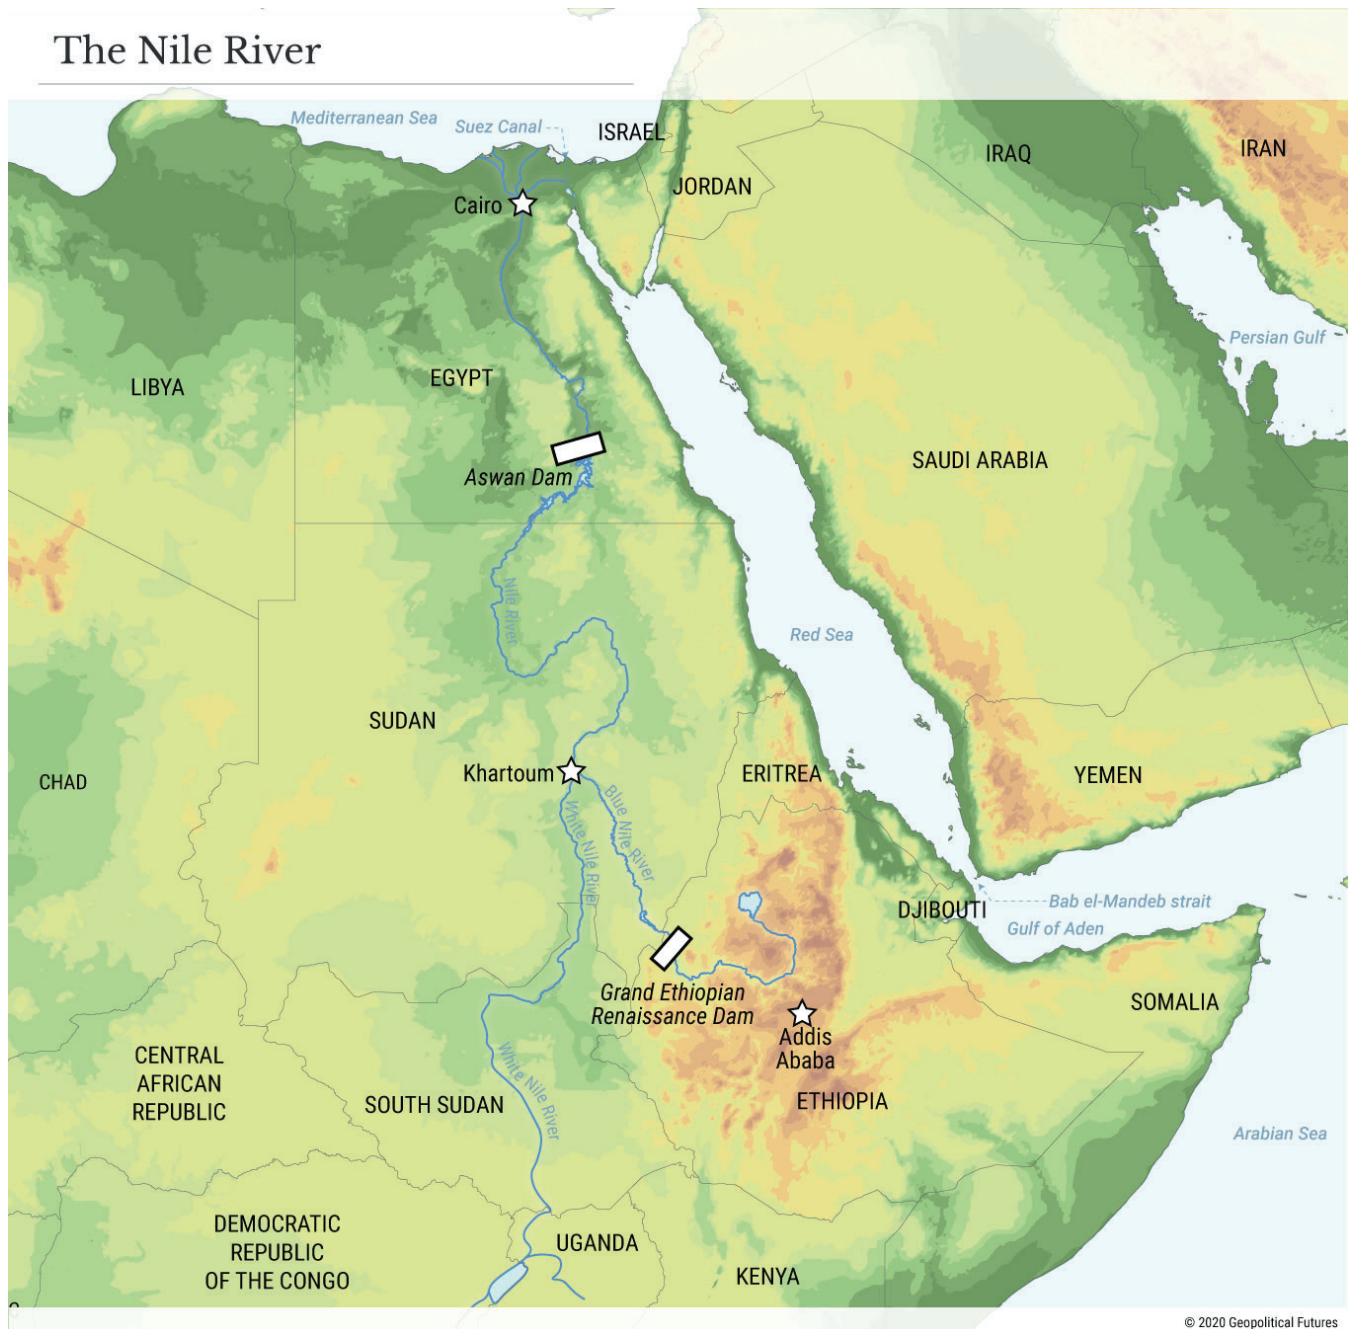 The Nile River
Mediterranean Sea
Suez Canal
ISRAEL
IRAQ
IRAN
JORDAN
Cairo
Persian Gulf
LIBYA
EGYPT
SAUDI ARABIA
Aswan Dam
Nile River
Red Sea
SUDAN
Khartoum
ERITREA
YEMEN
CHAD
White Nile River
Blue Nile River
Bab el-Mandeb strait
DJIBOUTI
Gulf of Aden
Grand Ethiopian
Renaissance Dam
SOMALIA
Addis
Ababa
CENTRAL
AFRICAN
REPUBLIC
SOUTH SUDAN
White Nile River
ETHIOPIA
Arabian Sea
DEMOCRATIC
REPUBLIC
OF THE CONGO
UGANDA
KENYA
© 2020 Geopolitical Futures